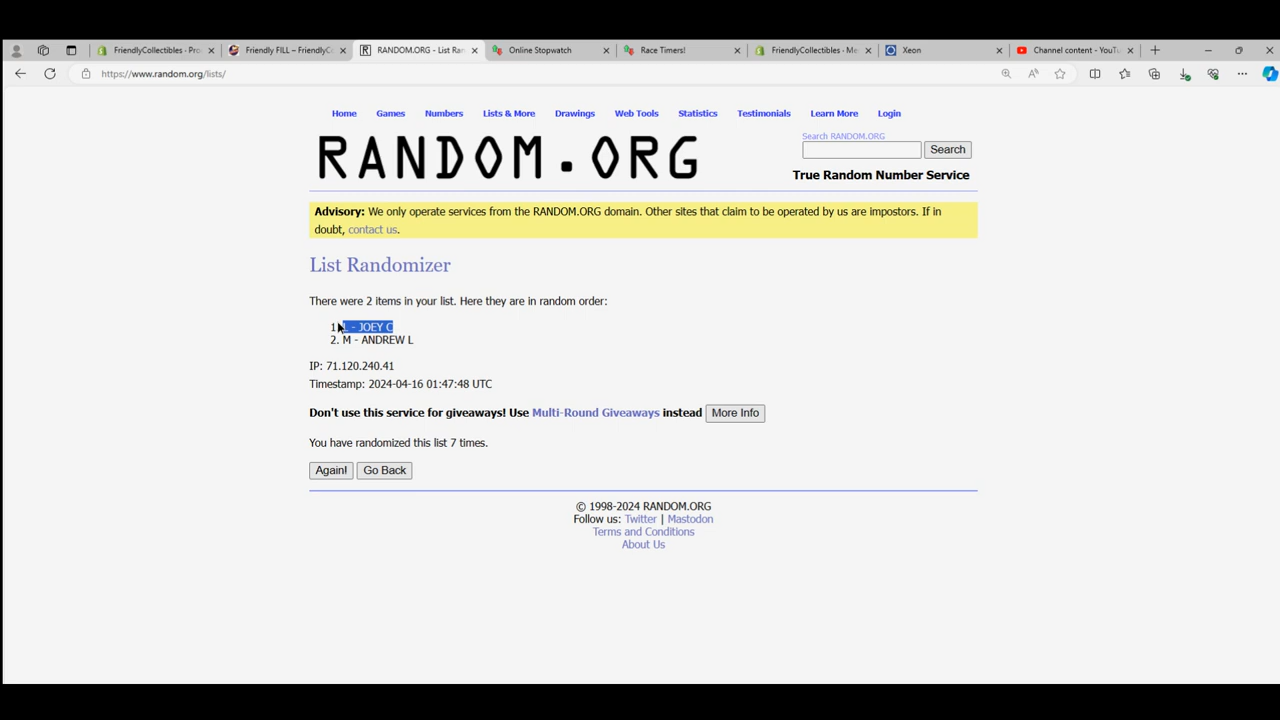 FriendlyCollectibles · Pro
Friendly FILL – FriendlyC
RANDOM.ORG - List Ran
Online Stopwatch
Race Timers!
FriendlyCollectibles · Me
Xeon
Channel content - YouTu
https://www.random.org/lists/
Home Games Numbers Lists & More Drawings Web Tools Statistics Testimonials Learn More Login
RANDOM.ORG
Search RANDOM.ORG
Search
True Random Number Service
Advisory: We only operate services from the RANDOM.ORG domain. Other sites that claim to be operated by us are impostors. If in
doubt, contact us.
List Randomizer
There were 2 items in your list. Here they are in random order:
1. L - JOEY C
2. M - ANDREW L
IP: 71.120.240.41
Timestamp: 2024-04-16 01:47:48 UTC
Don't use this service for giveaways! Use Multi-Round Giveaways instead More Info
You have randomized this list 7 times.
Again! Go Back
© 1998-2024 RANDOM.ORG
Follow us: Twitter | Mastodon
Terms and Conditions
About Us